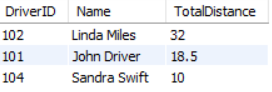 DriverID Name TotalDistance
102 Linda Miles 32
101 John Driver 18.5
104 Sandra Swift 10